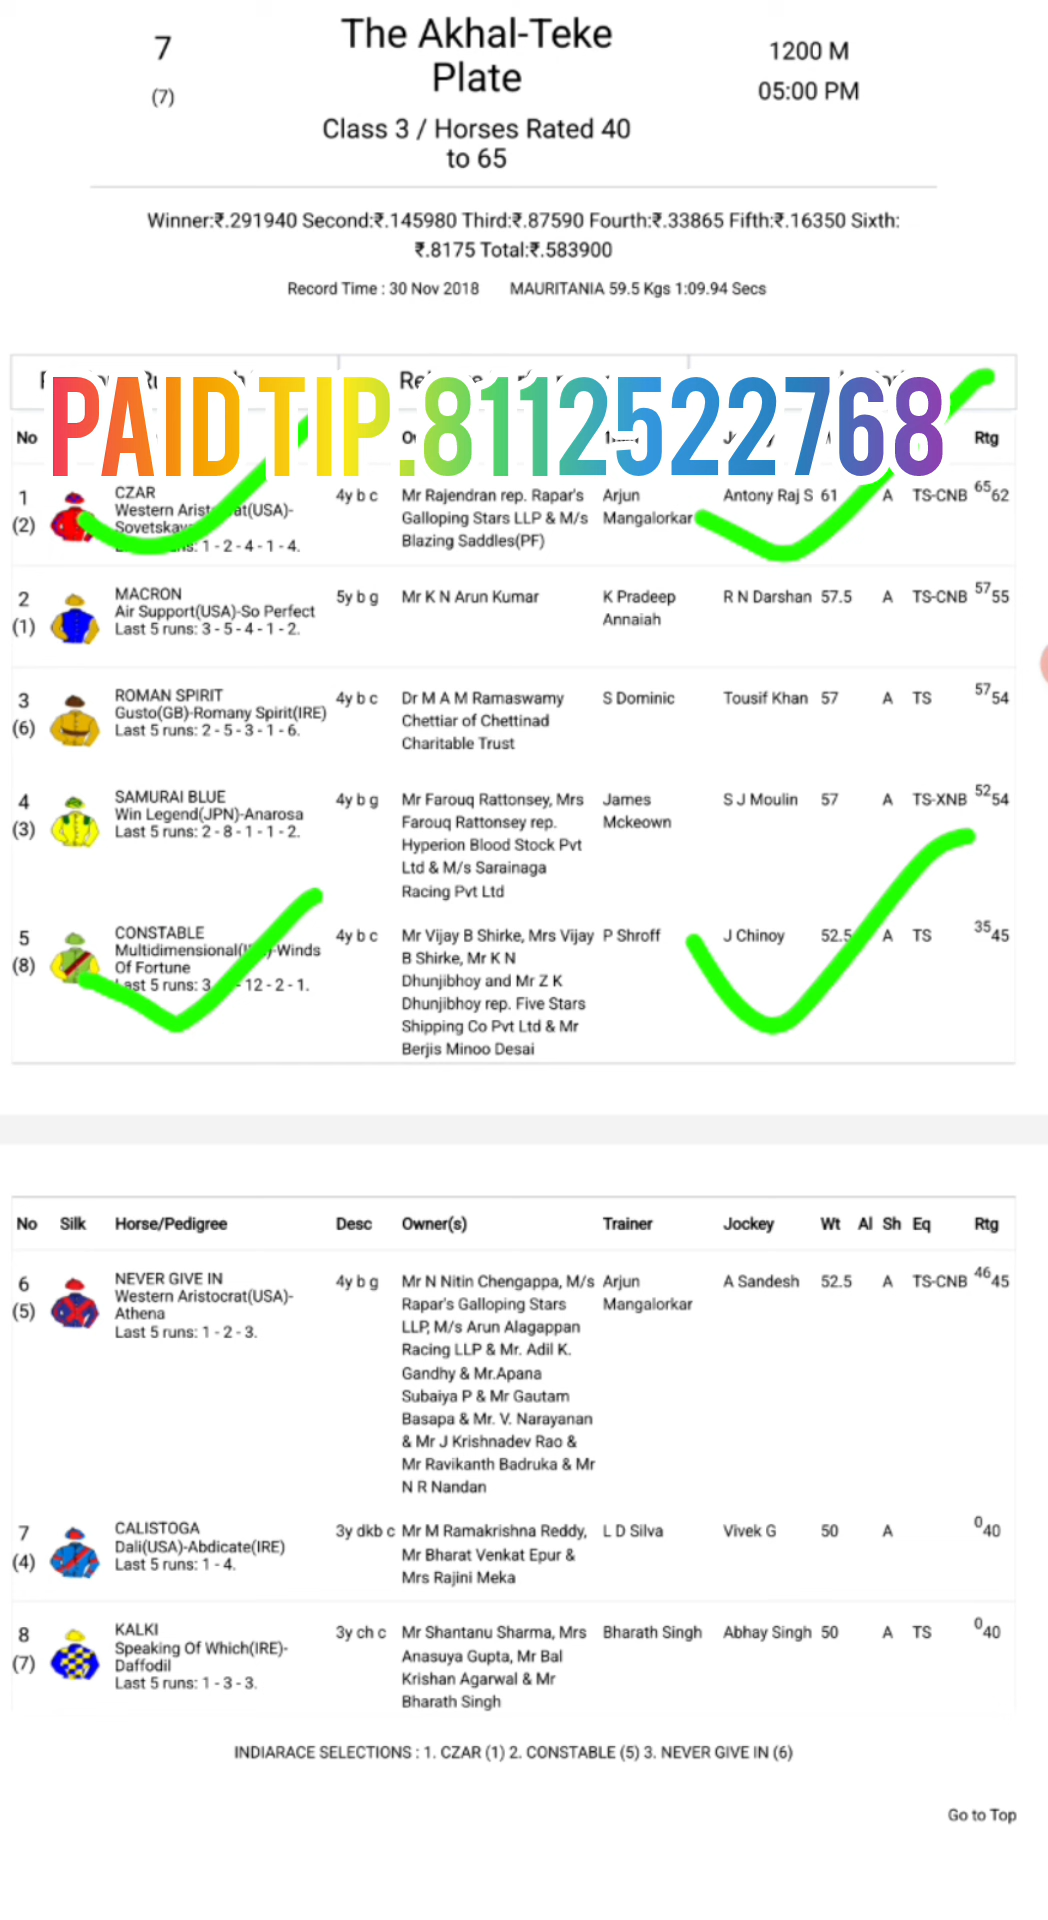 7
(7)
The Akhal-Teke
Plate
Class 3 / Horses Rated 40
to 65
1200 M
05:00 PM
Winner:₹.291940 Second:₹.145980 Third:₹.87590 Fourth:₹.33865 Fifth:₹.16350 Sixth:
₹.8175 Total:₹.583900
Record Time : 30 Nov 2018 MAURITANIA 59.5 Kgs 1:09.94 Secs
PAID TIP .8112522768
No Rtg
1 CZAR 4y b c Mr Rajendran rep. Rapar's Arjun Antony Raj S 61 A TS-CNB 65 62
(2) Western Galloping Stars LLP & M/s Mangalorkar
Blazing Saddles(PF)
1 - 2 - 4 - 1 - 4.
2 MACRON 5y b g Mr K N Arun Kumar K Pradeep R N Darshan 57.5 A TS-CNB 57 55
(1) Air Support(USA)-So Perfect Annaiah
Last 5 runs: 3 - 5 - 4 - 1 - 2.
3 ROMAN SPIRIT 4y b c Dr M A M Ramaswamy S Dominic Tousif Khan 57 A TS 57 54
(6) Gusto(GB)-Romany Spirit(IRE) Chettiar of Chettinad
Last 5 runs: 2 - 5 - 3 - 1 - 6. Charitable Trust
4 SAMURAI BLUE 4y b g Mr Farouq Rattonsey, Mrs James S J Moulin 57 A TS-XNB 52 54
(3) Win Legend(JPN)-Anarosa Farouq Rattonsey rep. Mckeown
Last 5 runs: 2 - 8 - 1 - 1 - 2. Hyperion Blood Stock Pvt
Ltd & M/s Sarainaga
Racing Pvt Ltd
5 CONSTABLE 4y b c Mr Vijay B Shirke, Mrs Vijay P Shroff J Chinoy 52.5 A TS 35 45
(8) Winds B Shirke, Mr K N
Of Fortune Dhunjibhoy and Mr Z K
5 runs: 3 12 - 2 - 1. Dhunjibhoy rep. Five Stars
Shipping Co Pvt Ltd & Mr
Berjis Minoo Desai
No Silk Horse/Pedigree Desc Owner(s) Trainer Jockey Wt Al Sh Eq Rtg
6 NEVER GIVE IN 4y b g Mr N Nitin Chengappa, M/s Arjun A Sandesh 52.5 A TS-CNB 46 45
(5) Western Aristocrat(USA)- Rapar's Galloping Stars Mangalorkar
Athena LLP, M/s Arun Alagappan
Last 5 runs: 1 - 2 - 3. Racing LLP & Mr. Adil K.
Gandhy & Mr.Apana
Subaiya P & Mr Gautam
Basapa & Mr. V. Narayanan
& Mr J Krishnadev Rao &
Mr Ravikanth Badruka & Mr
N R Nandan
7 CALISTOGA 3y dkb c Mr M Ramakrishna Reddy, L D Silva Vivek G 50 A 0 40
(4) Dali(USA)-Abdicate(IRE) Mr Bharat Venkat Epur &
Last 5 runs: 1 - 4. Mrs Rajini Meka
8 KALKI 3y ch c Mr Shantanu Sharma, Mrs Bharath Singh Abhay Singh 50 A TS 0 40
(7) Speaking Of Which(IRE)- Anasuya Gupta, Mr Bal
Daffodil Krishan Agarwal & Mr
Last 5 runs: 1 - 3 - 3. Bharath Singh
INDIARACE SELECTIONS : 1. CZAR (1) 2. CONSTABLE (5) 3. NEVER GIVE IN (6)
Go to Top